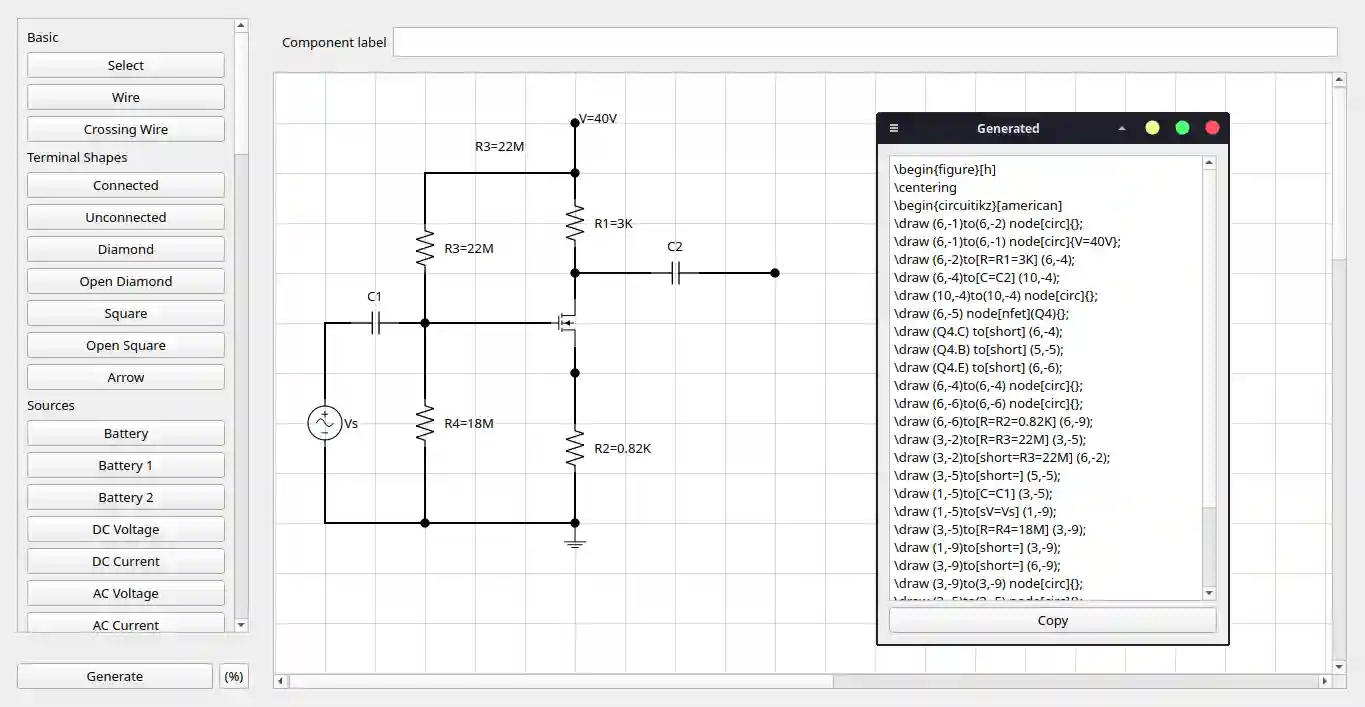 Basic
Select
Wire
Crossing Wire
Terminal Shapes
Connected
Unconnected
Diamond
Open Diamond
Square
Open Square
Arrow
Sources
Battery
Battery 1
Battery 2
DC Voltage
DC Current
AC Voltage
AC Current
Generate
(%)
Component label
V=40V
R3=22M
R1=3K
R3=22M
C2
C1
Vs
R4=18M
R2=0.82K
Generated
\begin{figure}[h]
\centering
\begin{circuitikz}[american]
\draw (6,-1)to(6,-2) node[circ]{};
\draw (6,-1)to(6,-1) node[circ]{V=40V};
\draw (6,-2)to[R=R1=3K] (6,-4);
\draw (6,-4)to[C=C2] (10,-4);
\draw (10,-4)to(10,-4) node[circ]{};
\draw (6,-5) node[nfet](Q4){};
\draw (Q4.C) to[short] (6,-4);
\draw (Q4.B) to[short] (5,-5);
\draw (Q4.E) to[short] (6,-6);
\draw (6,-4)to(6,-4) node[circ]{};
\draw (6,-6)to(6,-6) node[circ]{};
\draw (6,-6)to[R=R2=0.82K] (6,-9);
\draw (3,-2)to[R=R3=22M] (3,-5);
\draw (3,-2)to[short=R3=22M] (6,-2);
\draw (3,-5)to[short=] (5,-5);
\draw (1,-5)to[C=C1] (3,-5);
\draw (1,-5)to[sV=Vs] (1,-9);
\draw (3,-5)to[R=R4=18M] (3,-9);
\draw (1,-9)to[short=] (3,-9);
\draw (3,-9)to[short=] (6,-9);
\draw (3,-9)to(3,-9) node[circ]{};
Copy